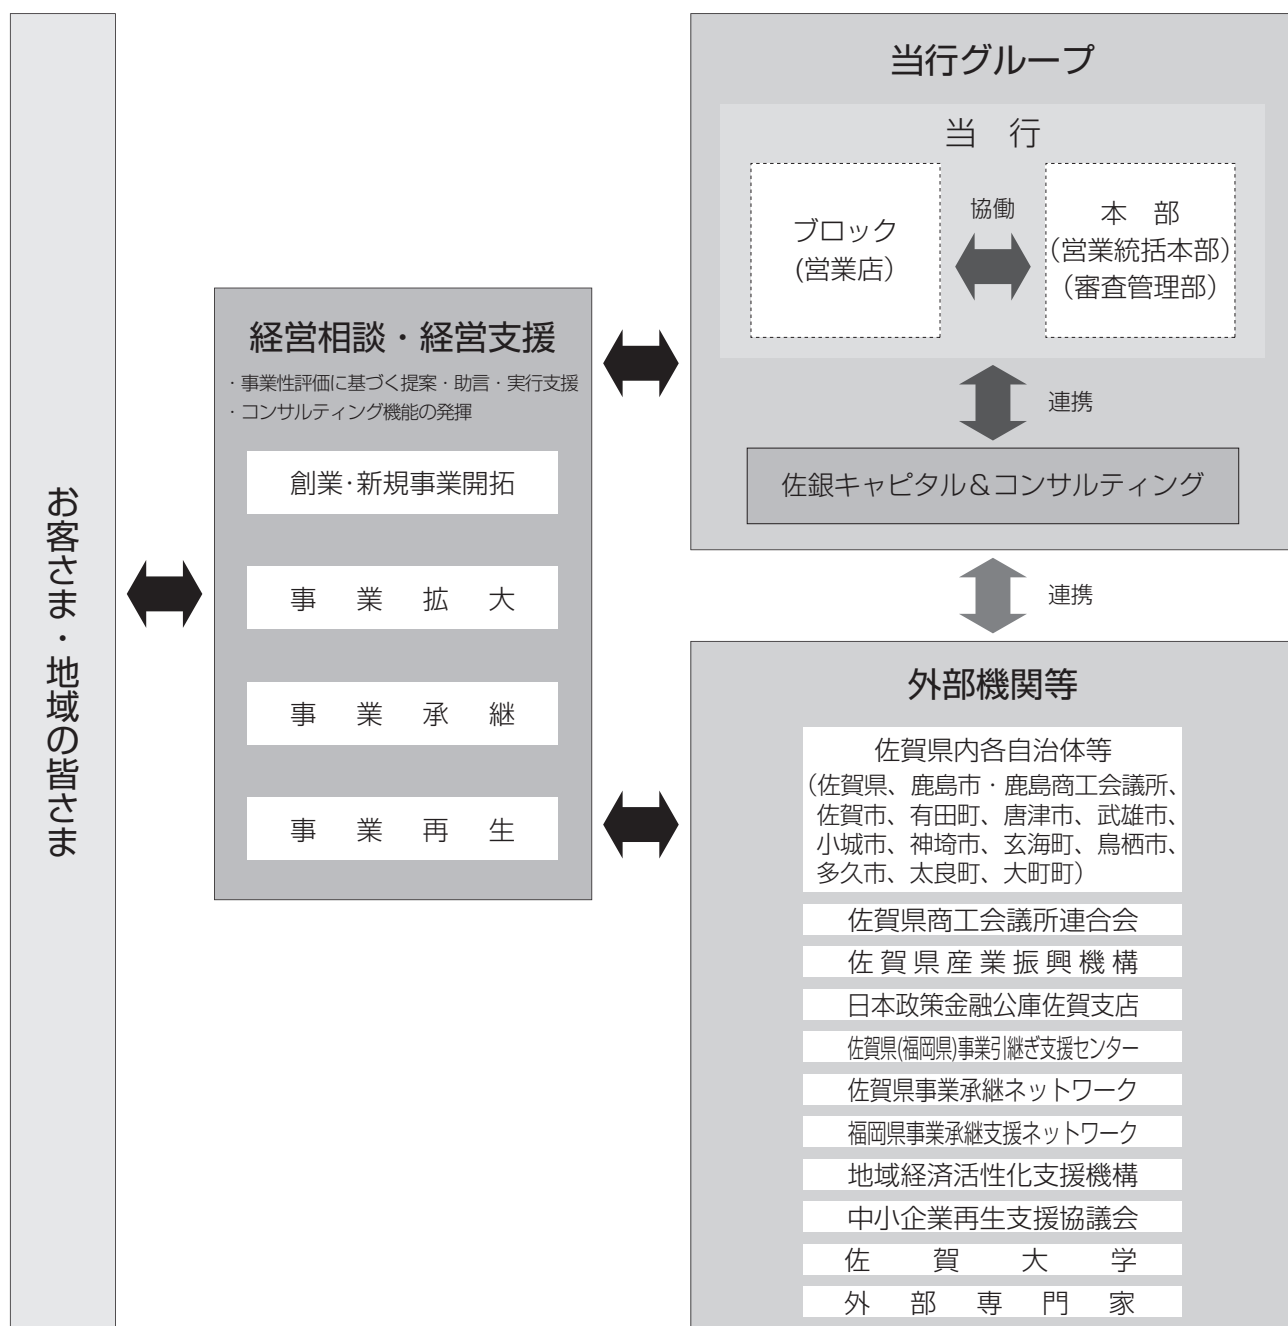 お客さま・地域の皆さま
経営相談・経営支援
・事業性評価に基づく提案・助言・実行支援
・コンサルティング機能の発揮
創業・新規事業開拓
事業拡大
事業承継
事業再生
当行グループ
当 行
ブロック
(営業店)
協働
本 部
(営業統括本部)
(審査管理部)
連携
佐銀キャピタル&コンサルティング
連携
外部機関等
佐賀県内各自治体等
(佐賀県、鹿島市・鹿島商工会議所、
佐賀市、有田町、唐津市、武雄市、
小城市、神埼市、玄海町、鳥栖市、
多久市、太良町、大町町)
佐賀県商工会議所連合会
佐賀県産業振興機構
日本政策金融公庫佐賀支店
佐賀県(福岡県)事業引継ぎ支援センター
佐賀県事業承継ネットワーク
福岡県事業承継支援ネットワーク
地域経済活性化支援機構
中小企業再生支援協議会
佐賀大学
外部専門家